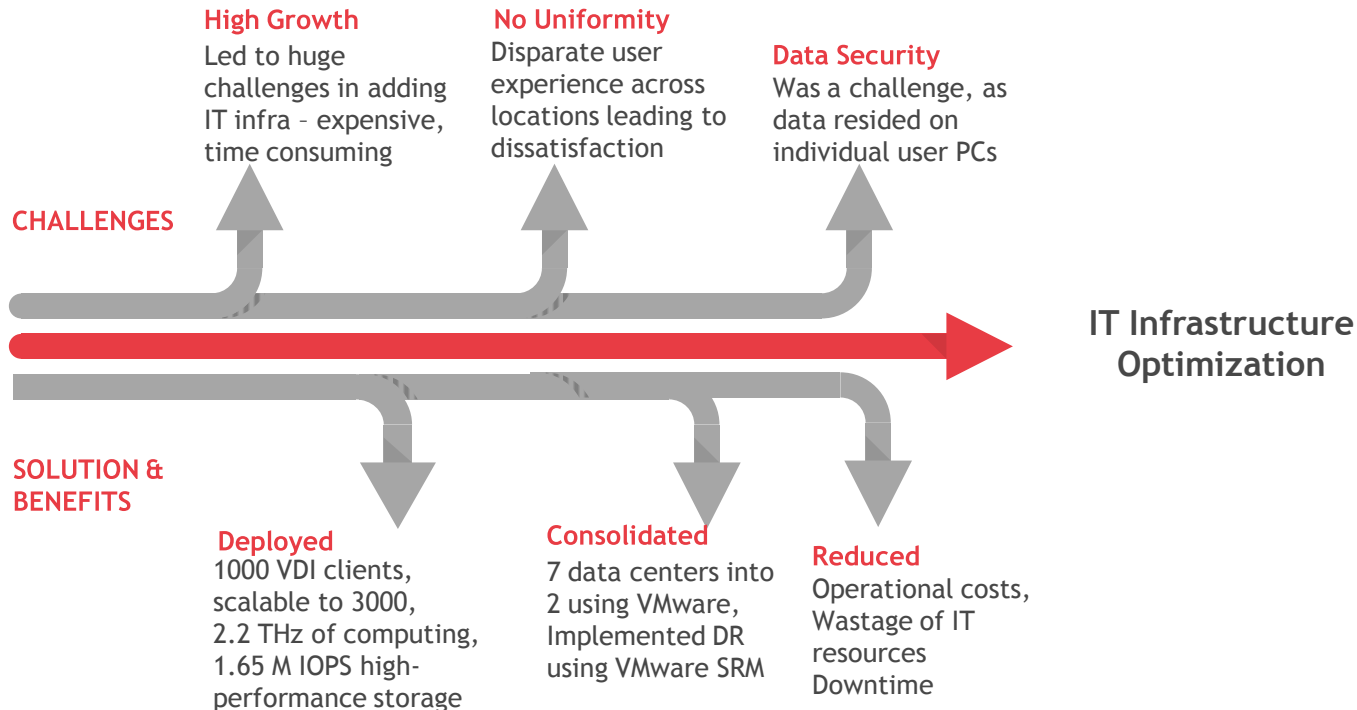 High Growth
Led to huge
challenges in adding
IT infra – expensive,
time consuming
No Uniformity
Disparate user
experience across
locations leading to
dissatisfaction
Data Security
Was a challenge, as
data resided on
individual user PCs
CHALLENGES
IT Infrastructure
Optimization
SOLUTION &
BENEFITS
Deployed
1000 VDI clients,
scalable to 3000,
2.2 THz of computing,
1.65 M IOPS high-
performance storage
Consolidated
7 data centers into
2 using VMware,
Implemented DR
using VMware SRM
Reduced
Operational costs,
Wastage of IT
resources
Downtime